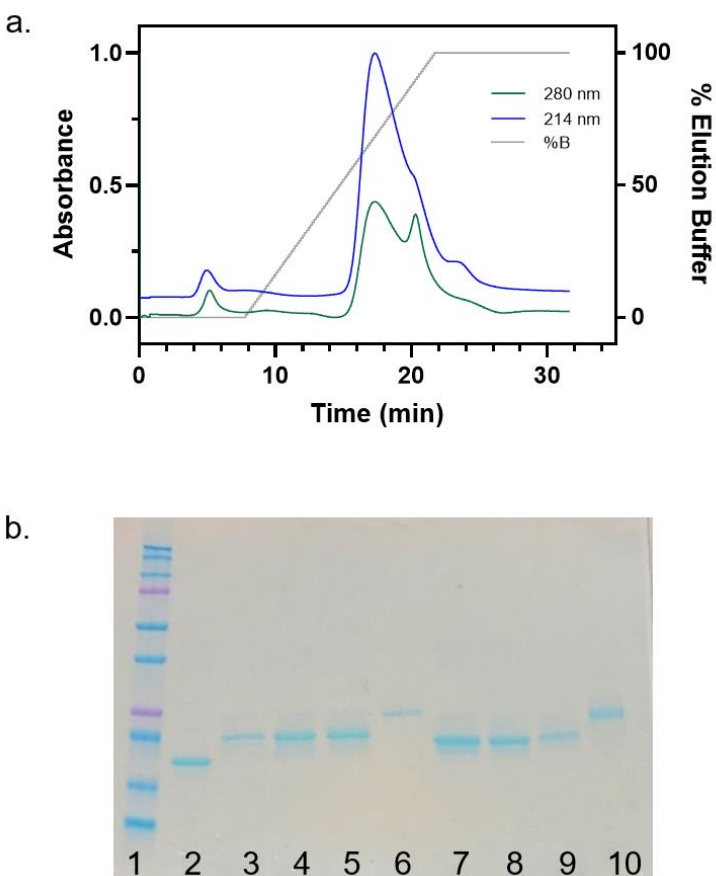 a.
1.0
0.5
0.0
Absorbance
280 nm
214 nm
%B
100
50
0
% Elution Buffer
0 10 20 30
Time (min)
b.
1 2 3 4 5 6 7 8 9 10